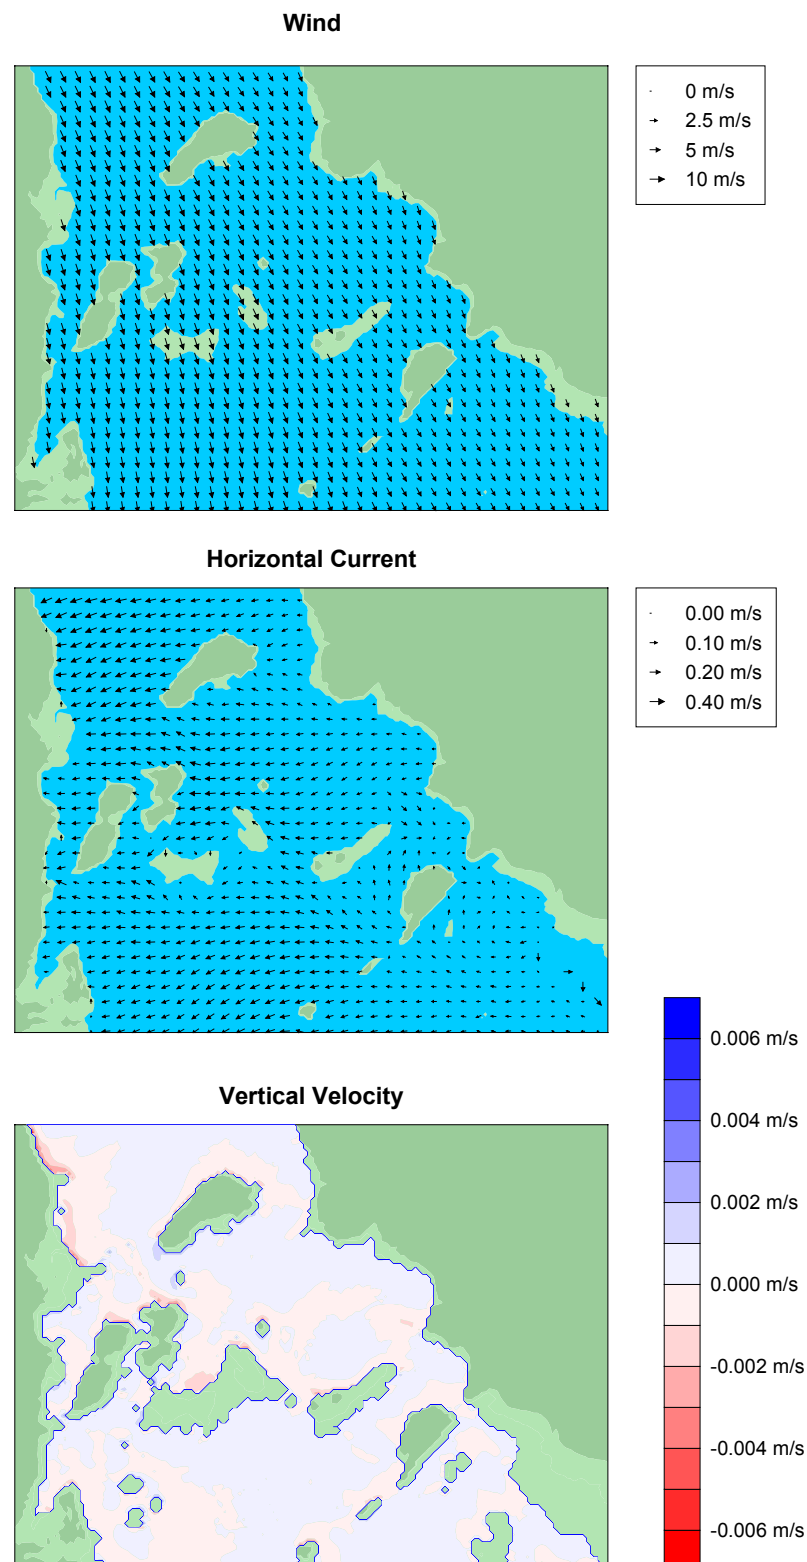 Wind
0 m/s
2.5 m/s
5 m/s
10 m/s
Horizontal Current
0.00 m/s
0.10 m/s
0.20 m/s
0.40 m/s
Vertical Velocity
0.006 m/s
0.004 m/s
0.002 m/s
0.000 m/s
-0.002 m/s
-0.004 m/s
-0.006 m/s